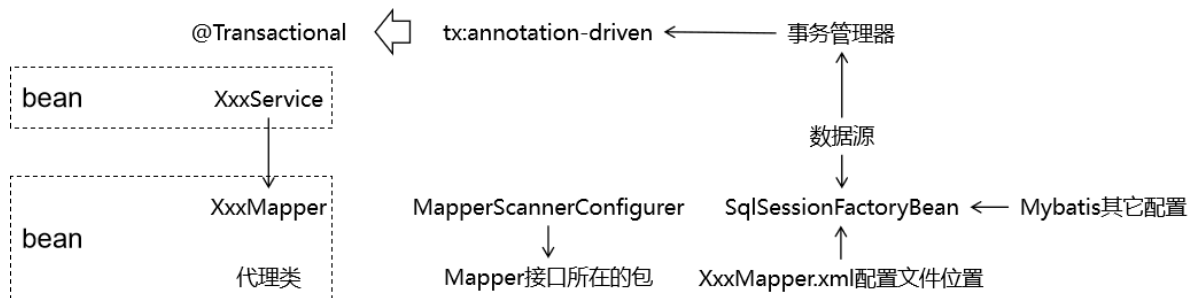 @Transactional tx:annotation-driven 事务管理器
bean XxxService
数据源
XxxMapper MapperScannerConfigurer SqlSessionFactoryBean Mybatis其它配置
bean
代理类 Mapper接口所在的包 XxxMapper.xml配置文件位置